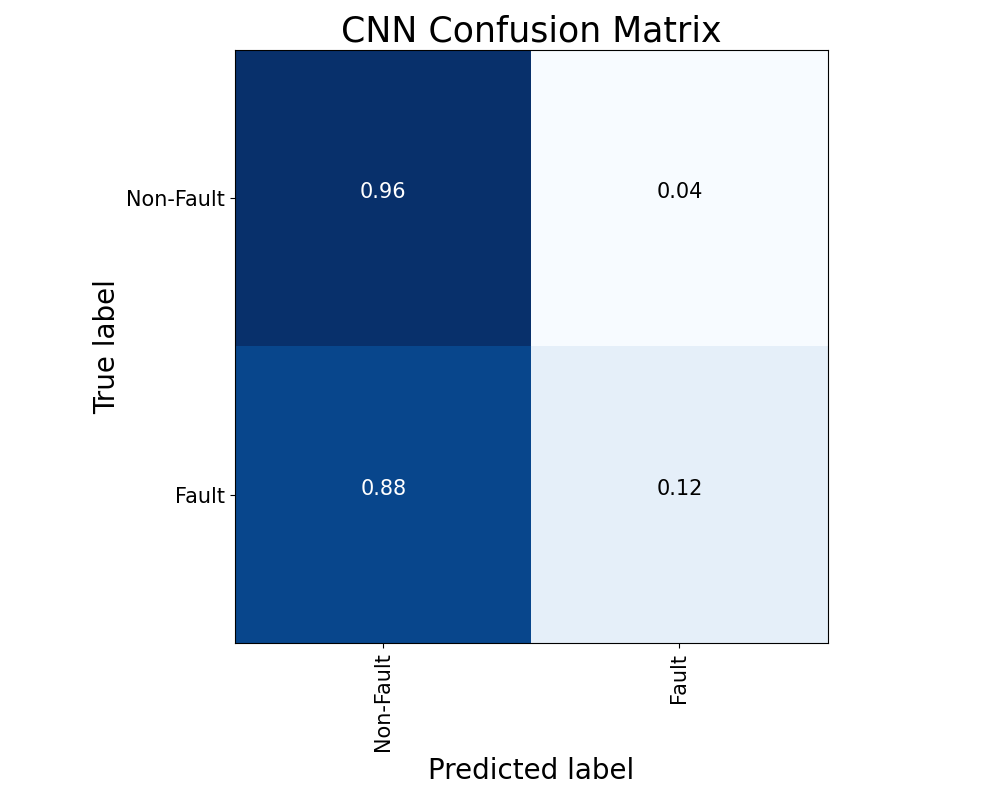 CNN Confusion Matrix
True label
Non-Fault
0.96
0.04
Fault
0.88
0.12
Non-Fault
Fault
Predicted label